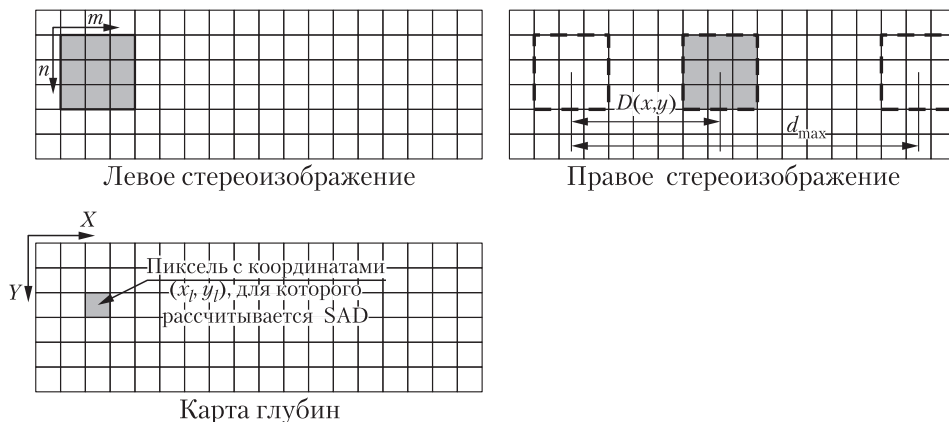 m
n
Левое стереоизображение
D(x,y)
d_max
Правое стереоизображение
X
Y
Пиксель с координатами
(x_l, y_l), для которого
рассчитывается SAD
Карта глубин